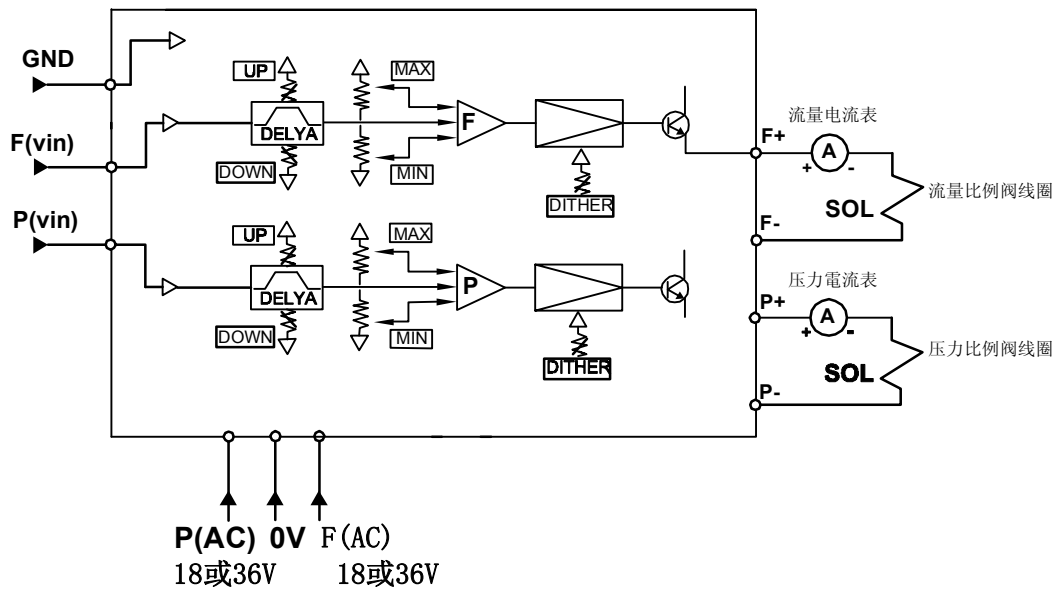 GND
F(vin)
P(vin)
UP
DELYA
DOWN
MAX
MIN
F
DITHER
F+
流量电流表
A
+ -
SOL
流量比例阀线圈
F-
UP
DELYA
DOWN
MAX
MIN
P
DITHER
P+
压力電流表
A
+ -
SOL
压力比例阀线圈
P-
P(AC) 0V F(AC)
18或36V 18或36V